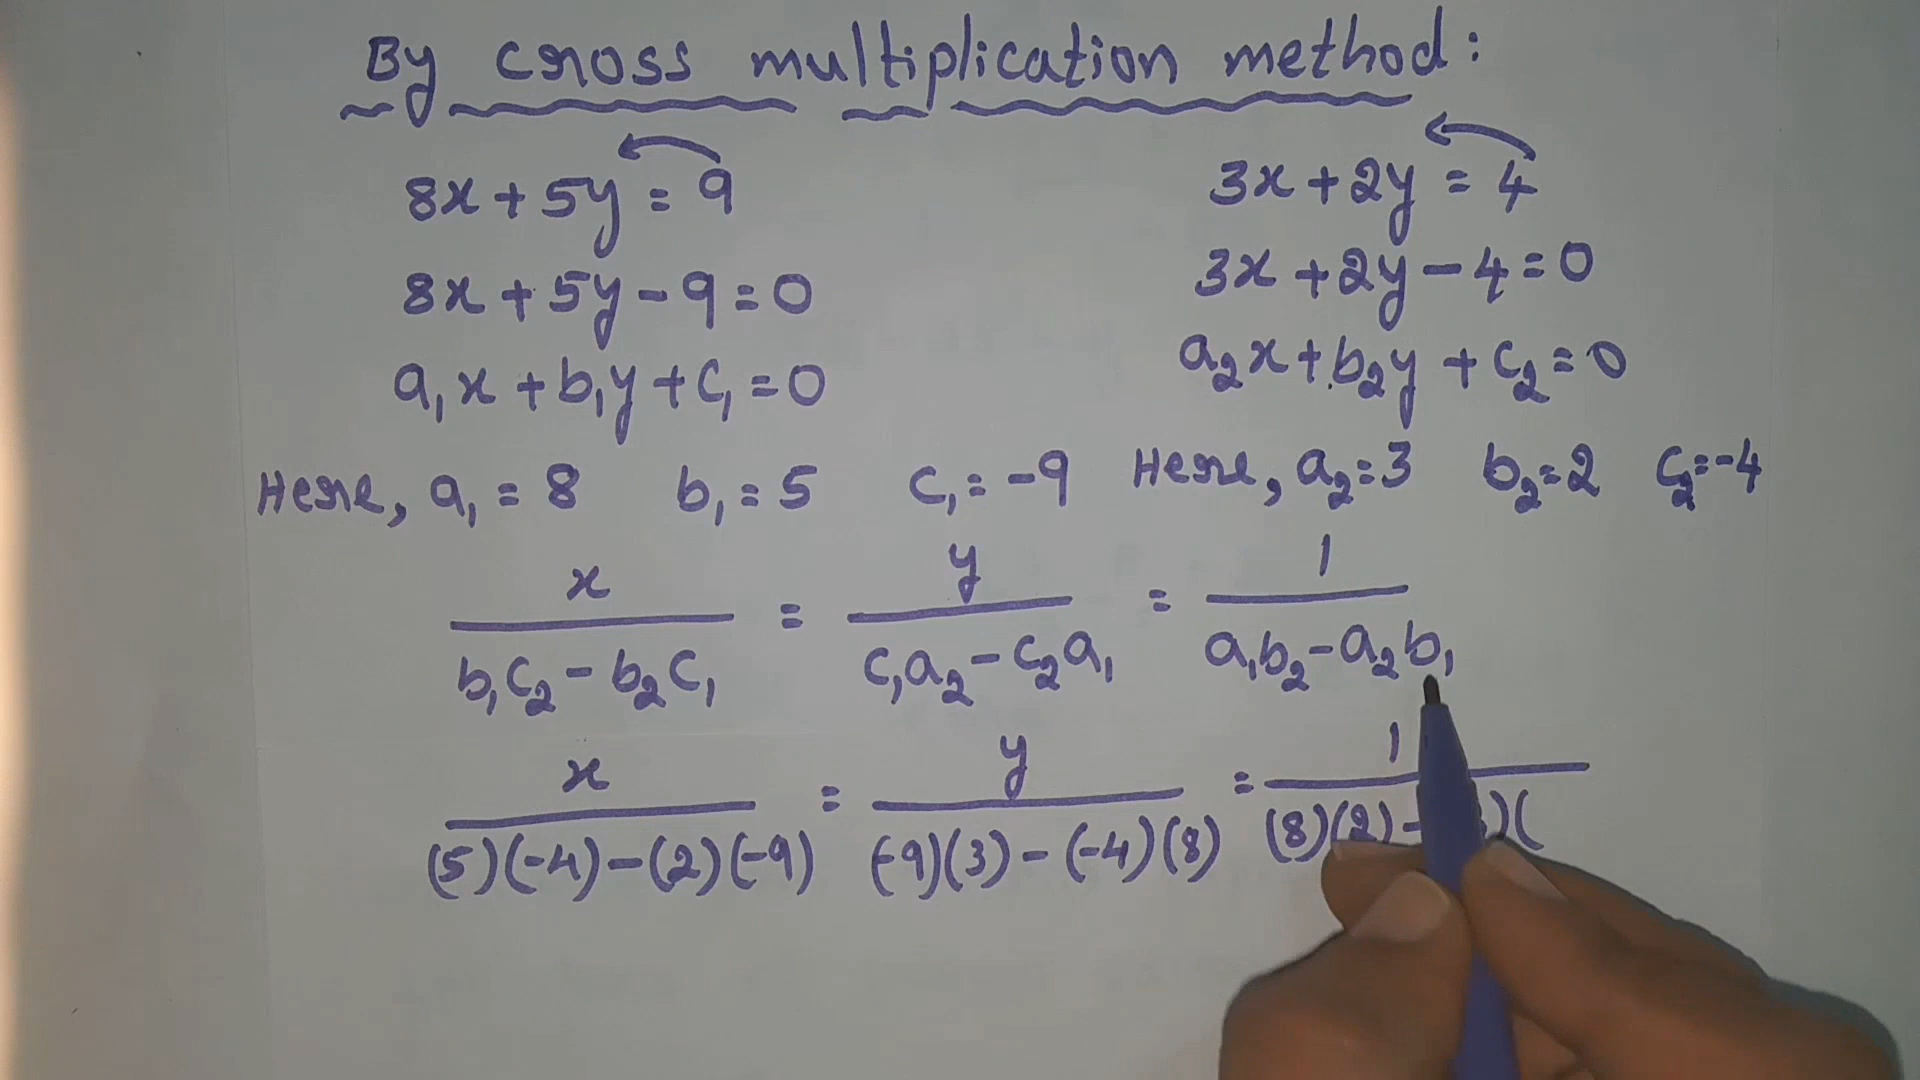 By cross multiplication method:
8x + 5y = 9
8x + 5y - 9 = 0
a₁x + b₁y + c₁ = 0
Here, a₁ = 8 b₁ = 5 c₁ = -9
3x + 2y = 4
3x + 2y - 4 = 0
a₂x + b₂y + c₂ = 0
Here, a₂ = 3 b₂ = 2 c₂ = -4
x / (b₁c₂ - b₂c₁) = y / (c₁a₂ - c₂a₁) = 1 / (a₁b₂ - a₂b₁)
x / ((5)(-4) - (2)(-9)) = y / ((-9)(3) - (-4)(8)) = 1 / ((8)(2) - )(